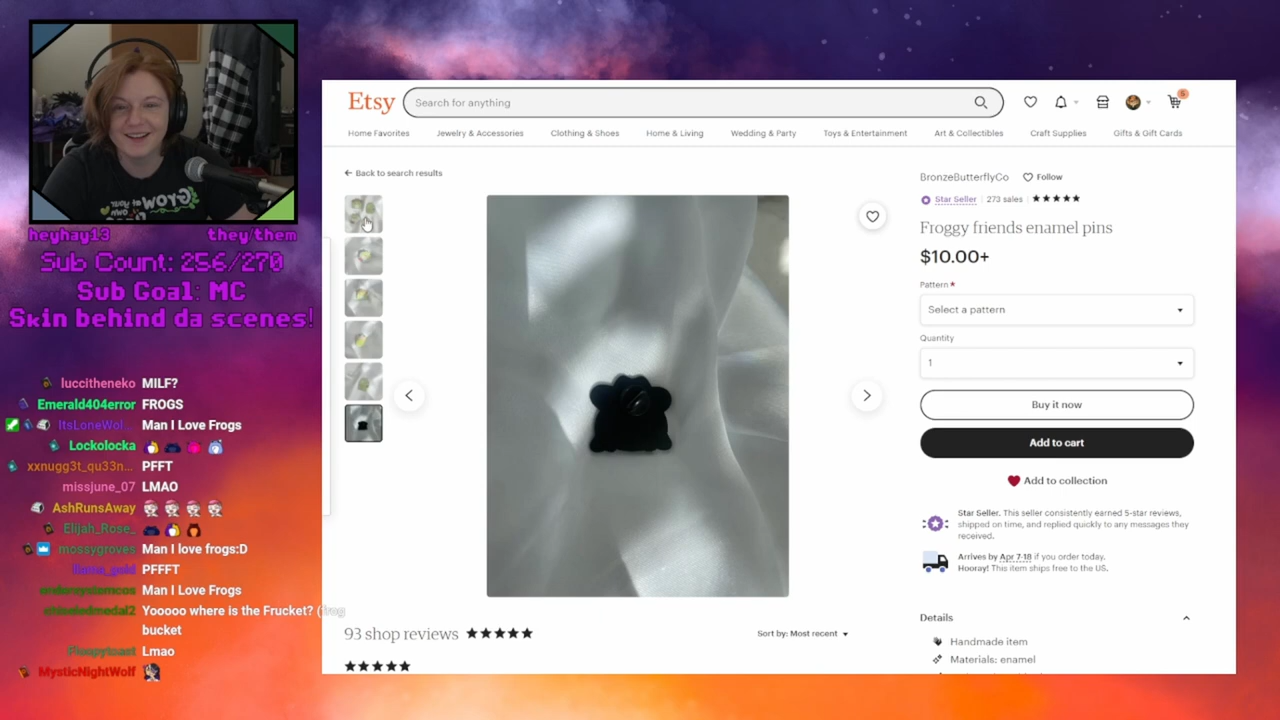 heyhay13 they/them
Sub Count: 256/270
Sub Goal: MC
Skin behind da scenes!
luccitheneko MILF?
Emerald404error FROGS
ItsLoneWol... Man I Love Frogs
Lockolocka
xxnugg3t_qu33n... PFFT
missjune_07 LMAO
AshRunsAway
Elijah_Rose_
mossygroves Man I love frogs:D
PFFFT
Man I Love Frogs
Yooooo where is the Frucket? (frog
bucket
Lmao
MysticNightWolf
Etsy Search for anything 5
Home Favorites Jewelry & Accessories Clothing & Shoes Home & Living Wedding & Party Toys & Entertainment Art & Collectibles Craft Supplies Gifts & Gift Cards
Back to search results
BronzeButterflyCo Follow
Star Seller | 273 sales
Froggy friends enamel pins
$10.00+
Pattern *
Select a pattern
Quantity
1
Buy it now
Add to cart
Add to collection
Star Seller. This seller consistently earned 5-star reviews,
shipped on time, and replied quickly to any messages they
received.
Arrives by Apr 7-18 if you order today.
Hooray! This item ships free to the US.
Details
Handmade item
Materials: enamel
93 shop reviews
Sort by: Most recent